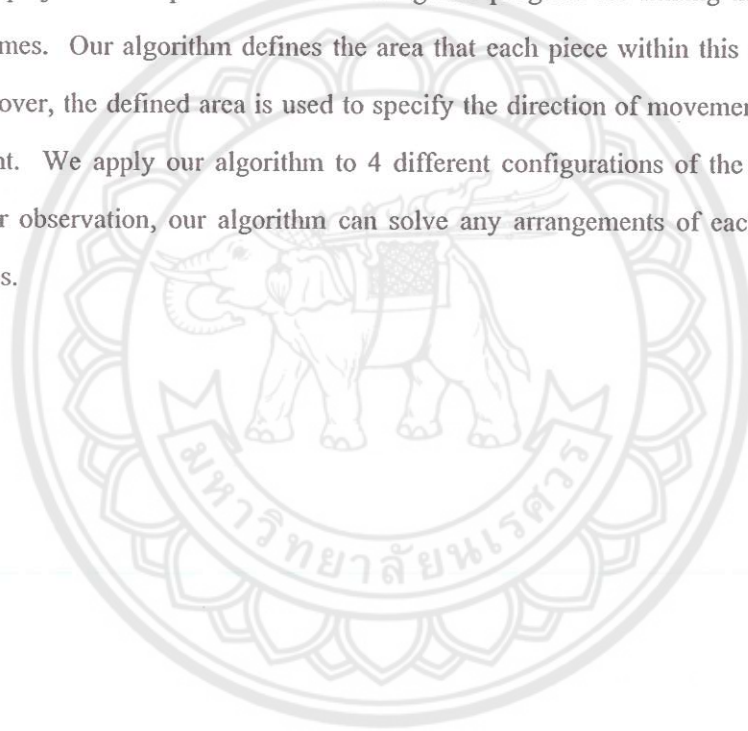 mes. Our algorithm defines the area that each piece within this
over, the defined area is used to specify the direction of movemen
nt. We apply our algorithm to 4 different configurations of the
r observation, our algorithm can solve any arrangements of eac
s.
มหาวิทยาลัยนเรศวร